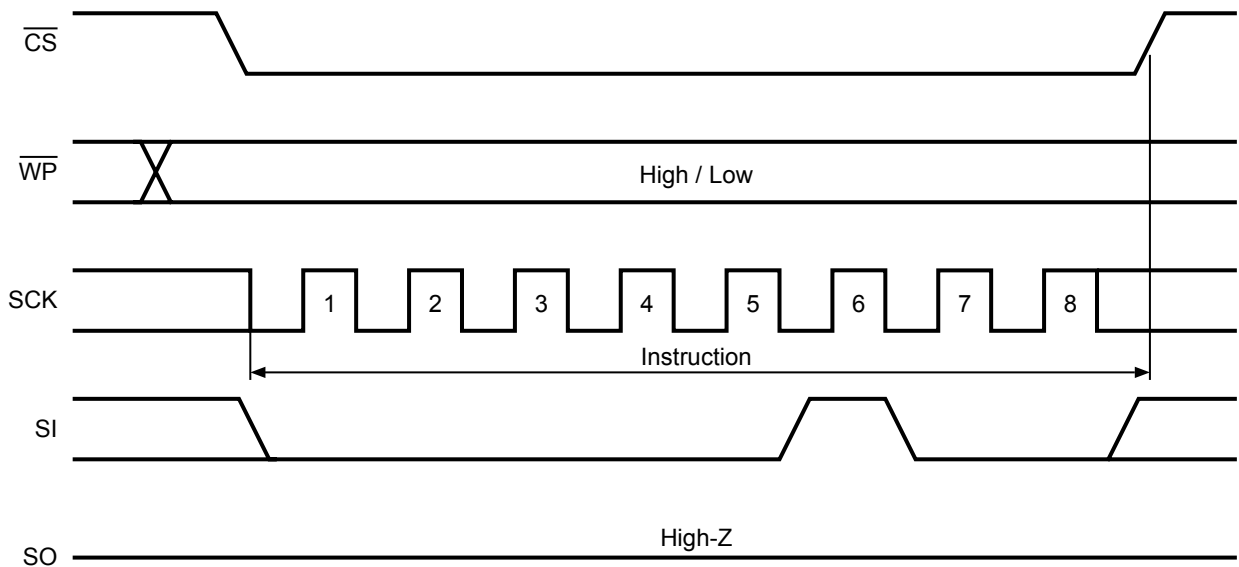 CS
WP
High / Low
SCK
1 2 3 4 5 6 7 8
Instruction
SI
High-Z
SO